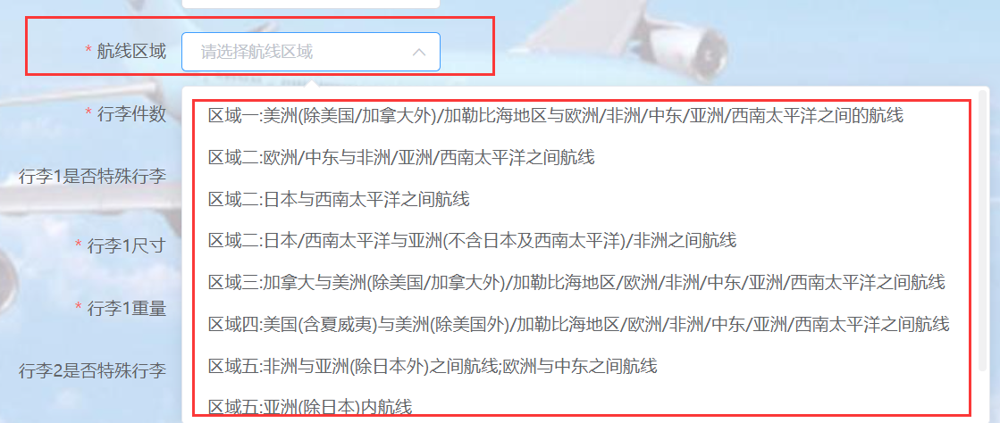 * 航线区域
请选择航线区域
* 行李件数
行李1是否特殊行李
* 行李1尺寸
* 行李1重量
行李2是否特殊行李
区域一:美洲(除美国/加拿大外)/加勒比海地区与欧洲/非洲/中东/亚洲/西南太平洋之间的航线
区域二:欧洲/中东与非洲/亚洲/西南太平洋之间航线
区域二:日本与西南太平洋之间航线
区域二:日本/西南太平洋与亚洲(不含日本及西南太平洋)/非洲之间航线
区域三:加拿大与美洲(除美国/加拿大外)/加勒比海地区/欧洲/非洲/中东/亚洲/西南太平洋之间航线
区域四:美国(含夏威夷)与美洲(除美国外)/加勒比海地区/欧洲/非洲/中东/亚洲/西南太平洋之间航线
区域五:非洲与亚洲(除日本外)之间航线;欧洲与中东之间航线
区域五:亚洲(除日本)内航线